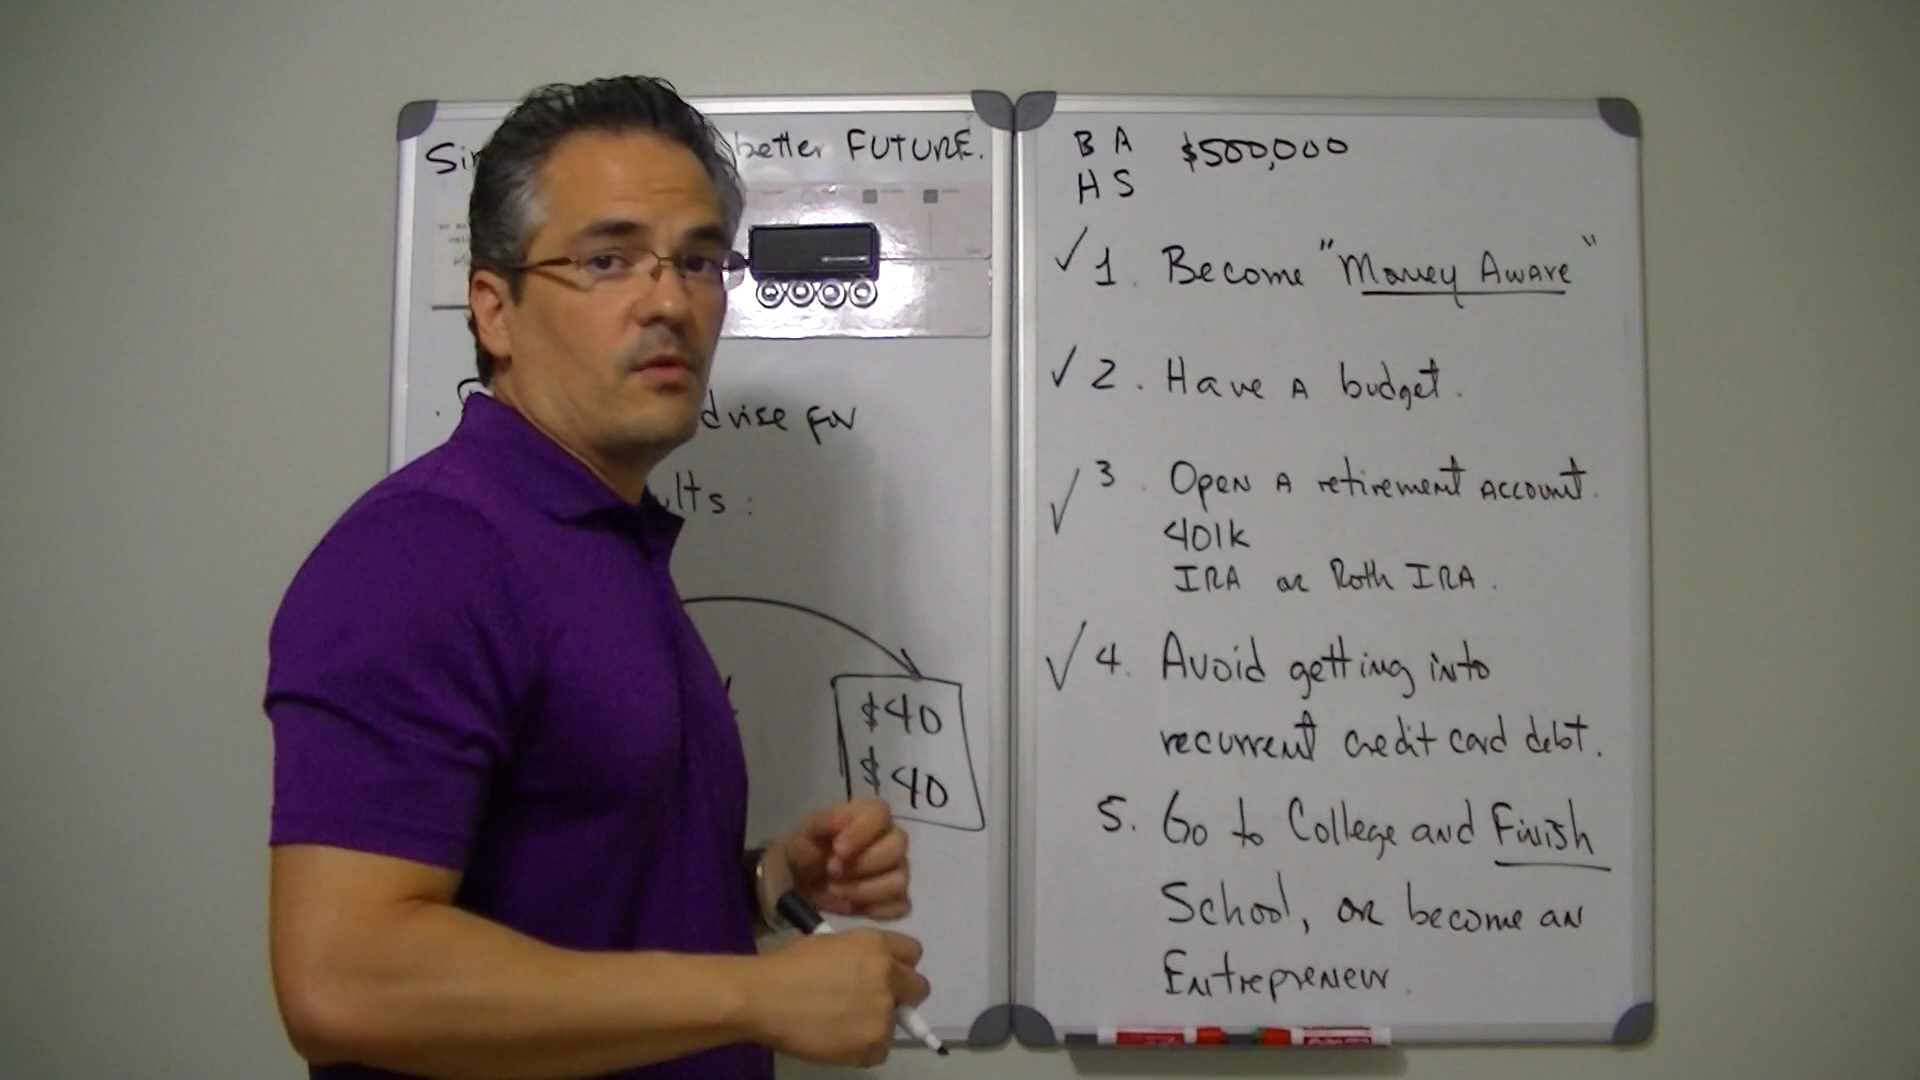 better FUTURE.
dvise for
ults :
$40
$40
B A $500,000
H S
✓ 1. Become "Money Aware"
✓ 2. Have A budget.
✓ 3. Open A retirement Account.
401k
IRA or Roth IRA.
✓ 4. Avoid getting into
recurrent credit card debt.
5. Go to College and Finish
School, or become an
Entrepreneur.